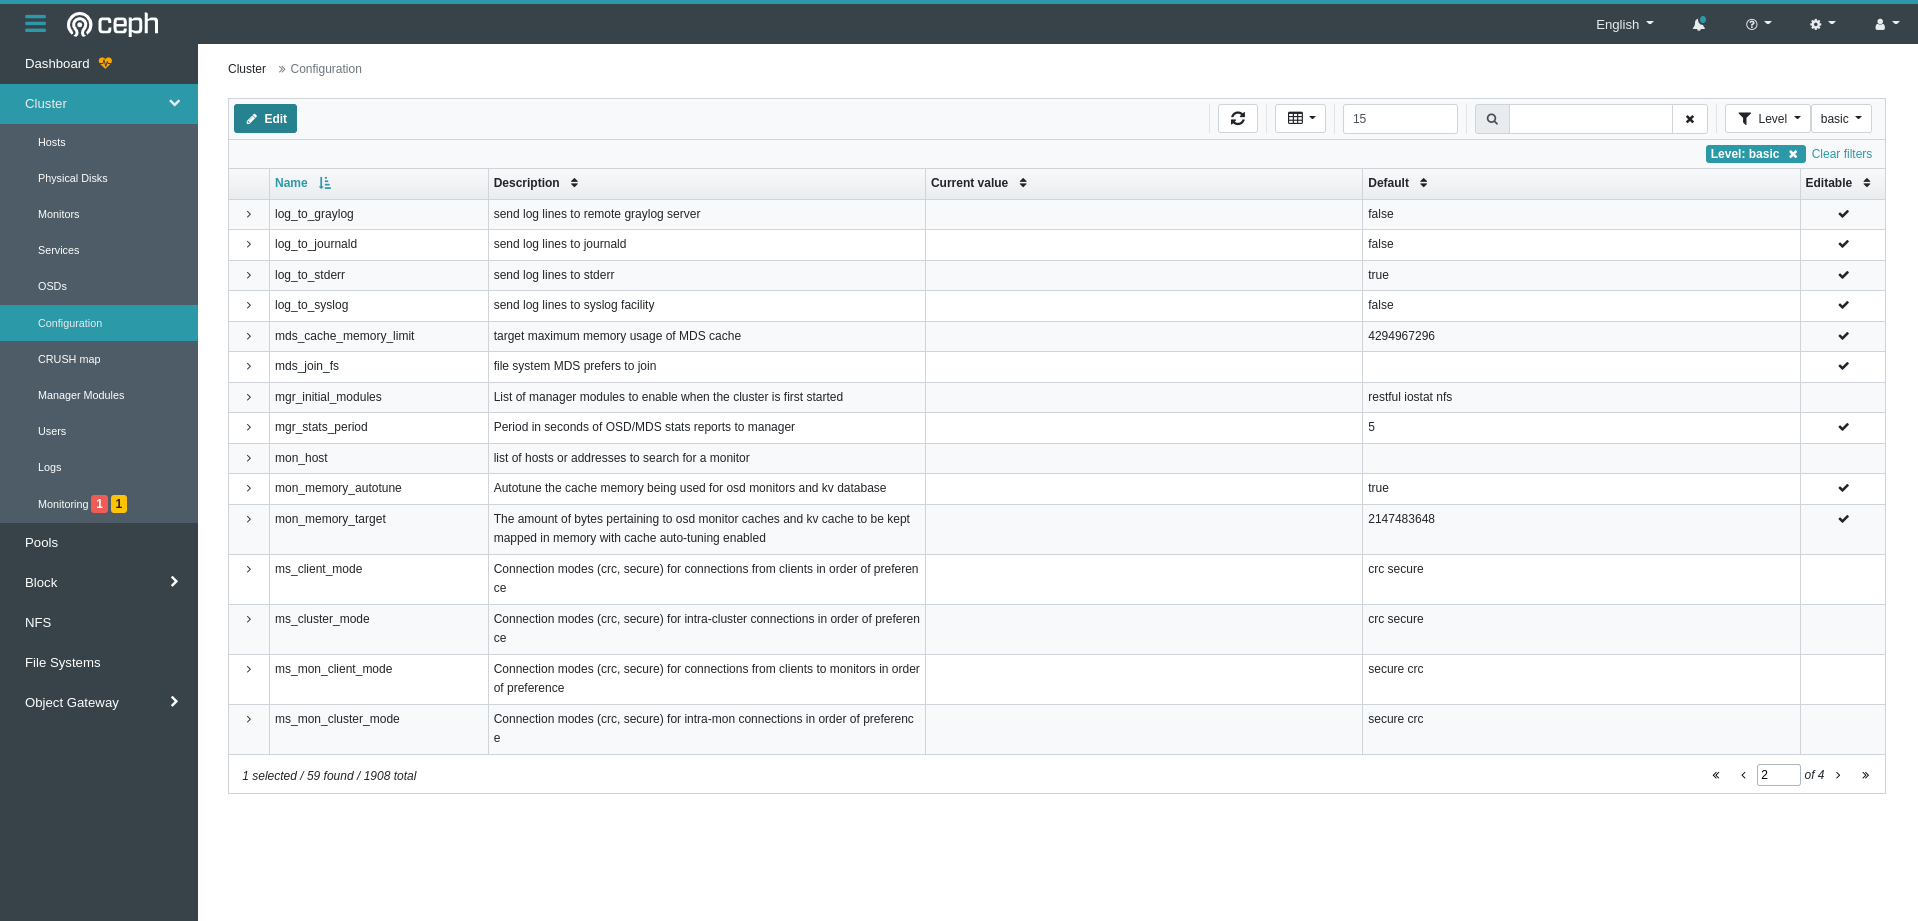 ceph
English
Dashboard
Cluster
Hosts
Physical Disks
Monitors
Services
OSDs
Configuration
CRUSH map
Manager Modules
Users
Logs
Monitoring 1 1
Pools
Block
NFS
File Systems
Object Gateway
Cluster » Configuration
Edit
15
Level basic
Level: basic Clear filters
Name Description Current value Default Editable
log_to_graylog send log lines to remote graylog server false
log_to_journald send log lines to journald false
log_to_stderr send log lines to stderr true
log_to_syslog send log lines to syslog facility false
mds_cache_memory_limit target maximum memory usage of MDS cache 4294967296
mds_join_fs file system MDS prefers to join
mgr_initial_modules List of manager modules to enable when the cluster is first started restful iostat nfs
mgr_stats_period Period in seconds of OSD/MDS stats reports to manager 5
mon_host list of hosts or addresses to search for a monitor
mon_memory_autotune Autotune the cache memory being used for osd monitors and kv database true
mon_memory_target The amount of bytes pertaining to osd monitor caches and kv cache to be kept 2147483648
mapped in memory with cache auto-tuning enabled
ms_client_mode Connection modes (crc, secure) for connections from clients in order of preferen crc secure
ce
ms_cluster_mode Connection modes (crc, secure) for intra-cluster connections in order of preferen crc secure
ce
ms_mon_client_mode Connection modes (crc, secure) for connections from clients to monitors in order secure crc
of preference
ms_mon_cluster_mode Connection modes (crc, secure) for intra-mon connections in order of preferenc secure crc
e
1 selected / 59 found / 1908 total
« ‹ 2 of 4 › »